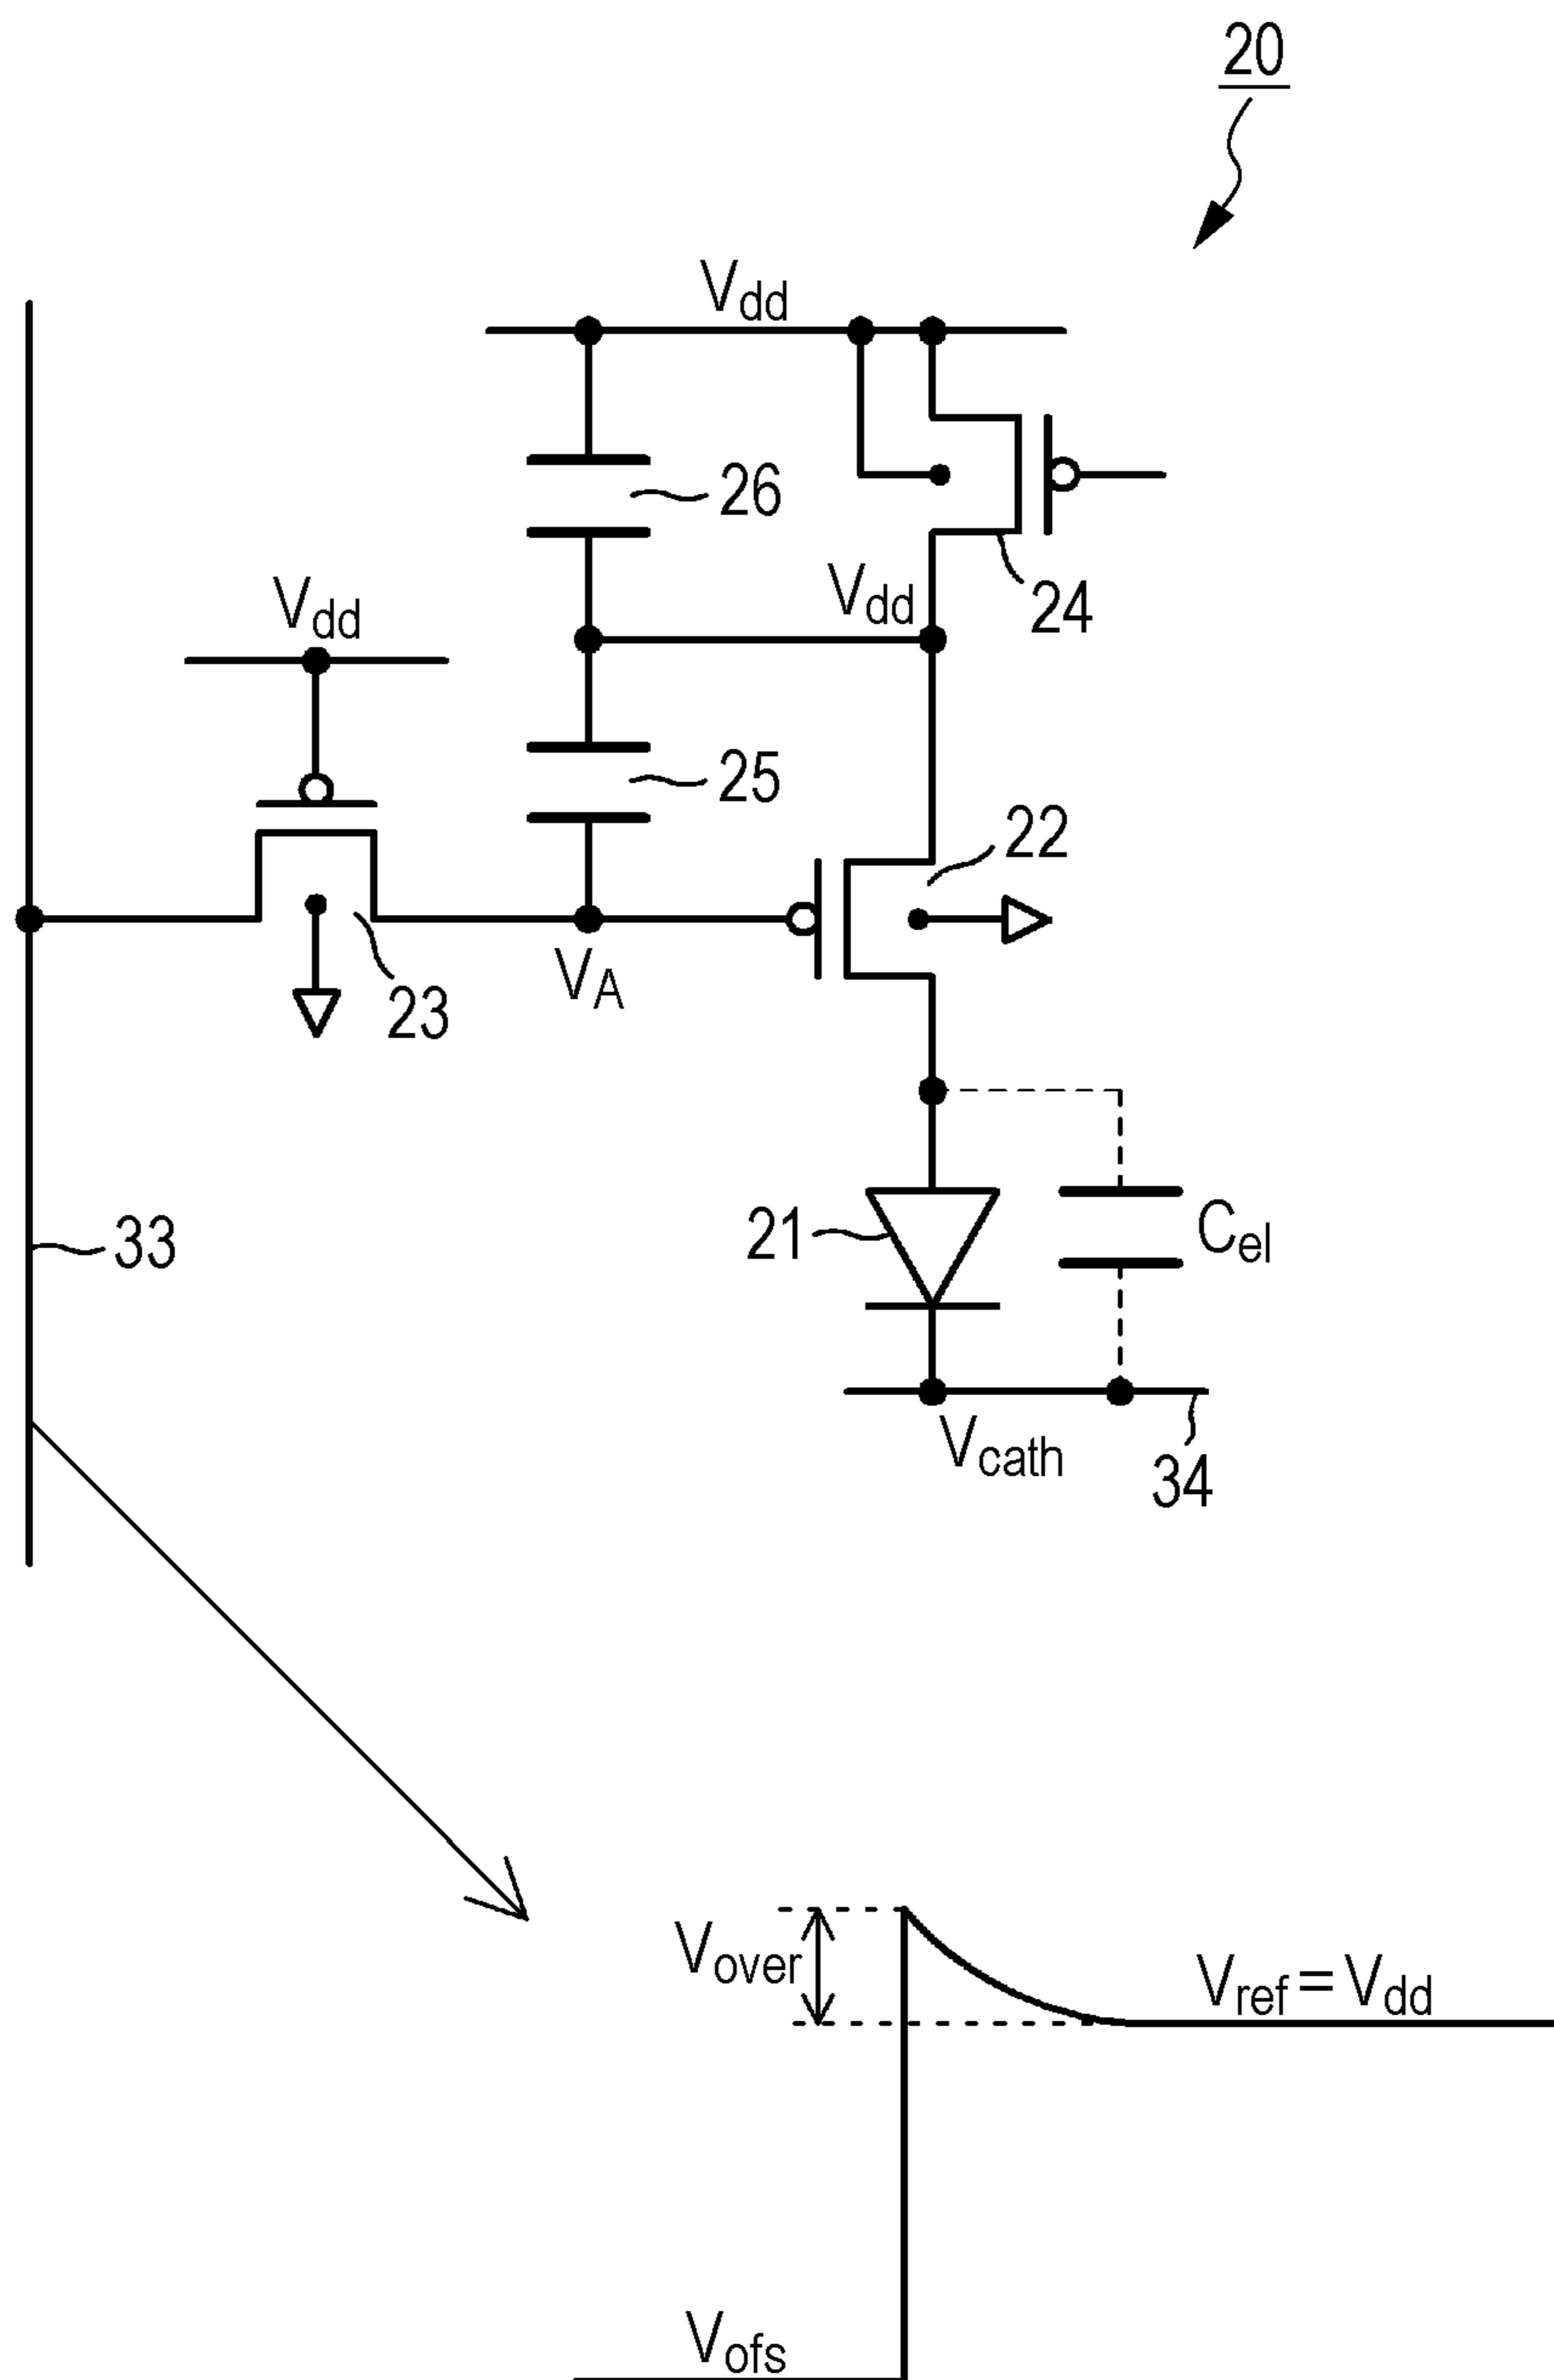 20
Vdd
26
Vdd
24
Vdd
25
22
VA
23
33
21
Cel
Vcath
34
Vover
Vref = Vdd
Vofs